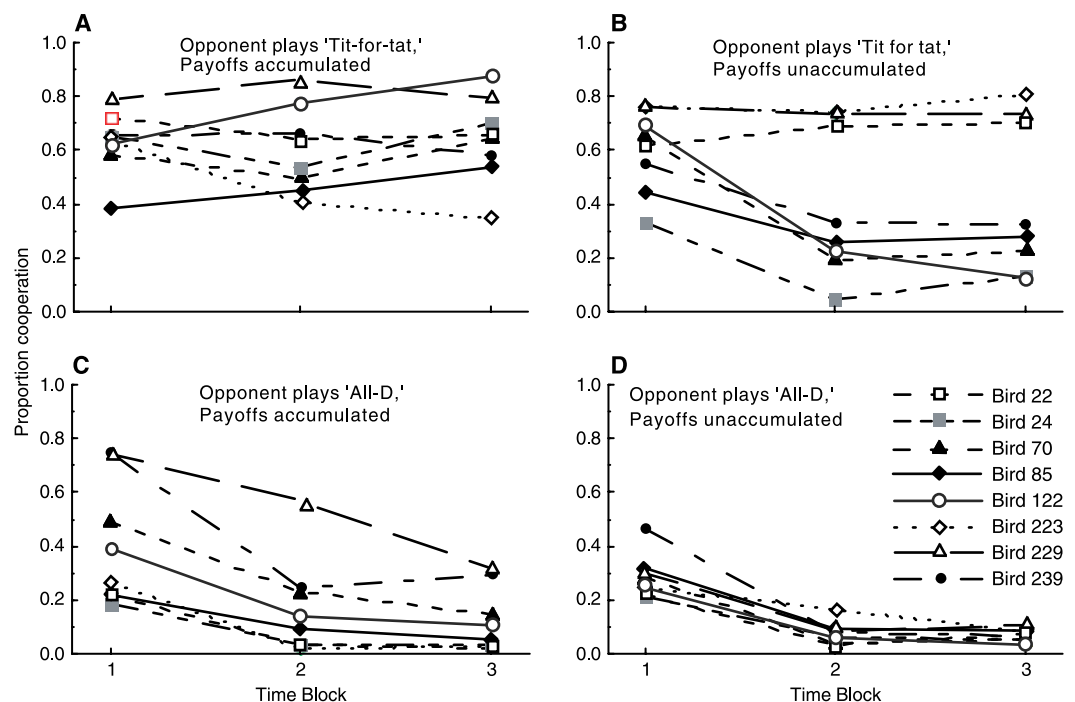 A
Opponent plays 'Tit-for-tat,'
Payoffs accumulated
1.0
0.8
0.6
0.4
0.2
0.0
B
Opponent plays 'Tit for tat,'
Payoffs unaccumulated
1.0
0.8
0.6
0.4
0.2
0.0
Proportion cooperation
C
Opponent plays 'All-D,'
Payoffs accumulated
1.0
0.8
0.6
0.4
0.2
0.0
1 2 3
Time Block
D
Opponent plays 'All-D,'
Payoffs unaccumulated
1.0
0.8
0.6
0.4
0.2
0.0
1 2 3
Time Block
Bird 22
Bird 24
Bird 70
Bird 85
Bird 122
Bird 223
Bird 229
Bird 239